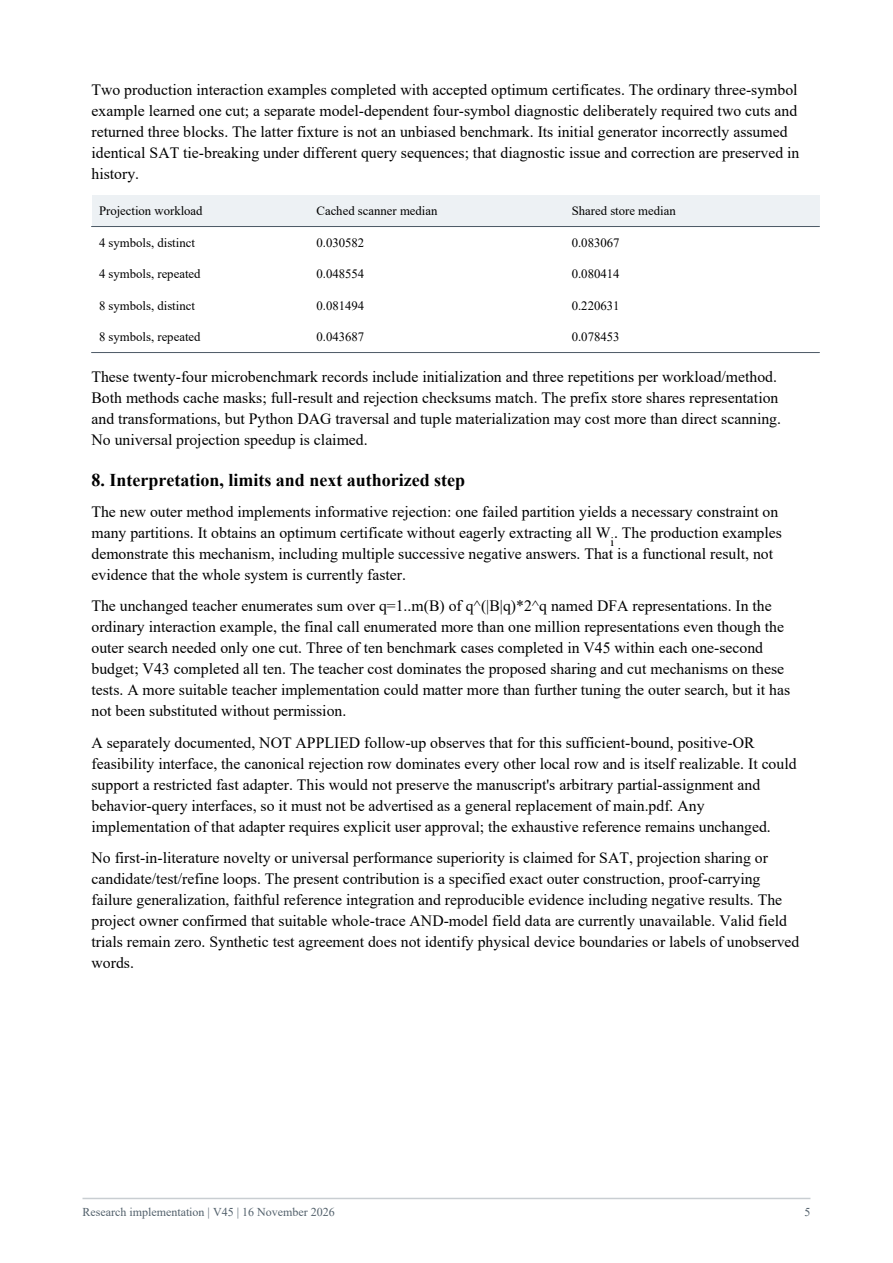 Two production interaction examples completed with accepted optimum certificates. The ordinary three-symbol
example learned one cut; a separate model-dependent four-symbol diagnostic deliberately required two cuts and
returned three blocks. The latter fixture is not an unbiased benchmark. Its initial generator incorrectly assumed
identical SAT tie-breaking under different query sequences; that diagnostic issue and correction are preserved in
history.
Projection workload Cached scanner median Shared store median
4 symbols, distinct 0.030582 0.083067
4 symbols, repeated 0.048554 0.080414
8 symbols, distinct 0.081494 0.220631
8 symbols, repeated 0.043687 0.078453
These twenty-four microbenchmark records include initialization and three repetitions per workload/method.
Both methods cache masks; full-result and rejection checksums match. The prefix store shares representation
and transformations, but Python DAG traversal and tuple materialization may cost more than direct scanning.
No universal projection speedup is claimed.
8. Interpretation, limits and next authorized step
The new outer method implements informative rejection: one failed partition yields a necessary constraint on
many partitions. It obtains an optimum certificate without eagerly extracting all W_i. The production examples
demonstrate this mechanism, including multiple successive negative answers. That is a functional result, not
evidence that the whole system is currently faster.
The unchanged teacher enumerates sum over q=1..m(B) of q^(|B|q)*2^q named DFA representations. In the
ordinary interaction example, the final call enumerated more than one million representations even though the
outer search needed only one cut. Three of ten benchmark cases completed in V45 within each one-second
budget; V43 completed all ten. The teacher cost dominates the proposed sharing and cut mechanisms on these
tests. A more suitable teacher implementation could matter more than further tuning the outer search, but it has
not been substituted without permission.
A separately documented, NOT APPLIED follow-up observes that for this sufficient-bound, positive-OR
feasibility interface, the canonical rejection row dominates every other local row and is itself realizable. It could
support a restricted fast adapter. This would not preserve the manuscript's arbitrary partial-assignment and
behavior-query interfaces, so it must not be advertised as a general replacement of main.pdf. Any
implementation of that adapter requires explicit user approval; the exhaustive reference remains unchanged.
No first-in-literature novelty or universal performance superiority is claimed for SAT, projection sharing or
candidate/test/refine loops. The present contribution is a specified exact outer construction, proof-carrying
failure generalization, faithful reference integration and reproducible evidence including negative results. The
project owner confirmed that suitable whole-trace AND-model field data are currently unavailable. Valid field
trials remain zero. Synthetic test agreement does not identify physical device boundaries or labels of unobserved
words.
Research implementation | V45 | 16 November 2026 5